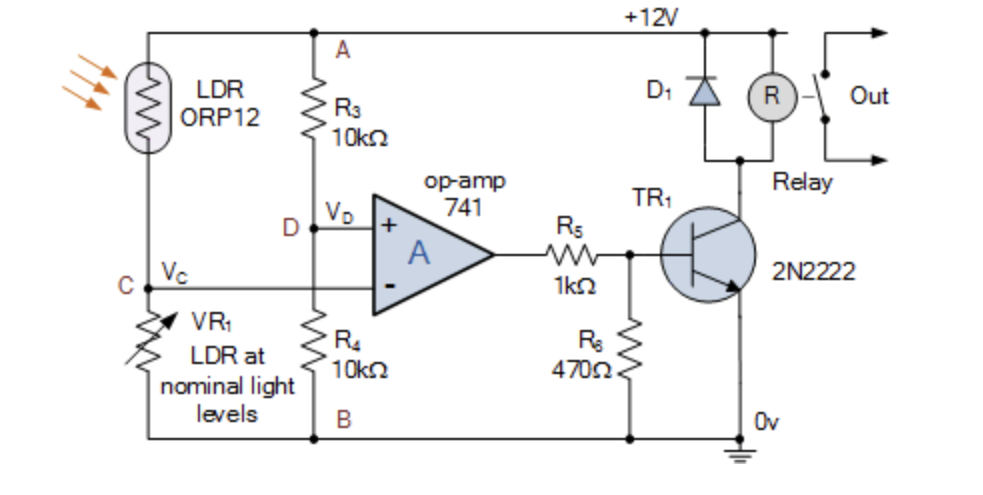 +12V
A
LDR
ORP12
R3
10kΩ
D1
R
Out
Relay
op-amp
741
TR1
D
VD
+
A
-
R5
1kΩ
2N2222
C
VC
VR1
LDR at
nominal light
levels
R4
10kΩ
R6
470Ω
B
0v